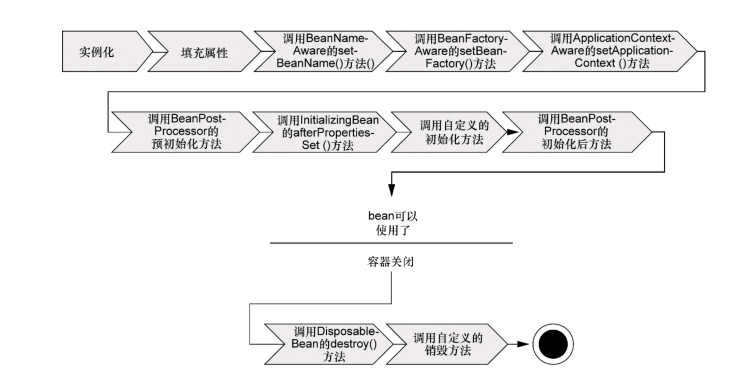 实例化
填充属性
调用BeanName-
Aware的set-
BeanName()方法()
调用BeanFactory-
Aware的setBean-
Factory()方法
调用ApplicationContext-
Aware的setApplication-
Context ()方法
调用BeanPost-
Processor的
预初始化方法
调用InitializingBean
的afterProperties-
Set ()方法
调用自定义的
初始化方法
调用BeanPost-
Processor的
初始化后方法
bean可以
使用了
容器关闭
调用Disposable-
Bean的destroy()
方法
调用自定义的
销毁方法